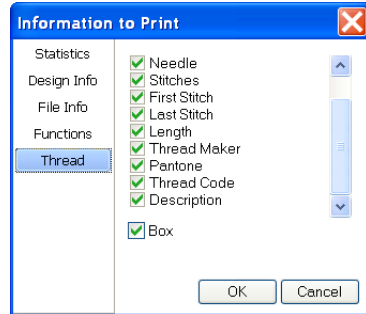 Information to Print
Statistics
Design Info
File Info
Functions
Thread
Needle
Stitches
First Stitch
Last Stitch
Length
Thread Maker
Pantone
Thread Code
Description
Box
OK
Cancel